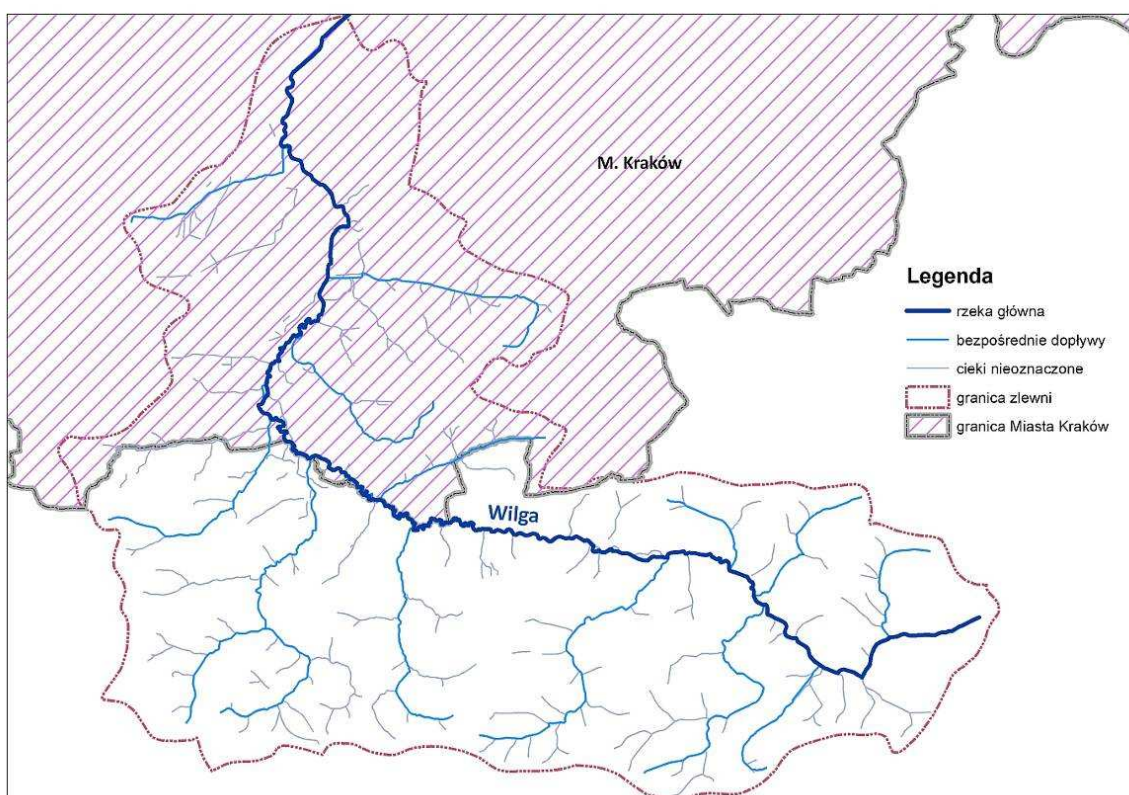 M. Kraków
Legenda
rzeka główna
bezpośrednie dopływy
cieki nieoznaczone
granica zlewni
granica Miasta Kraków
Wilga